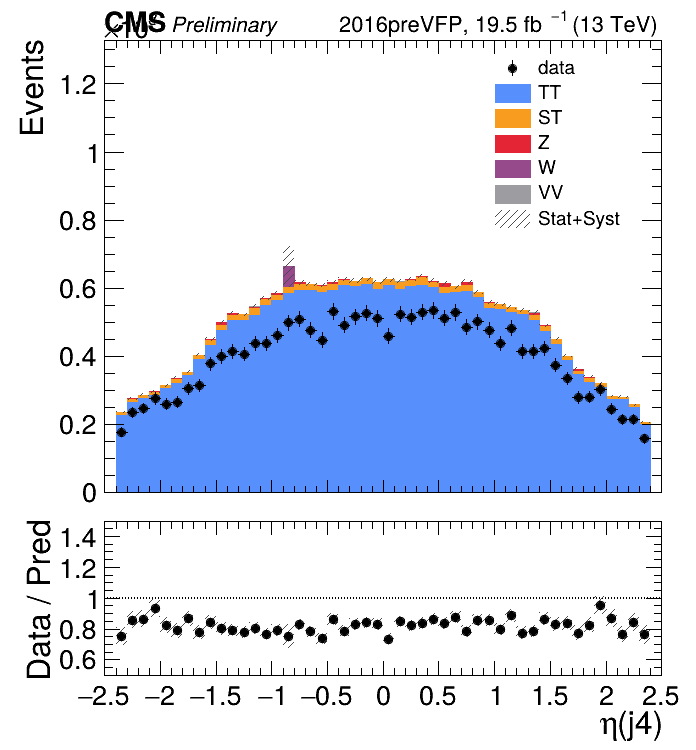 CMS Preliminary 2016preVFP, 19.5 fb⁻¹ (13 TeV)
Events
1.2
1
0.8
0.6
0.4
0.2
0
data
TT
ST
Z
W
VV
Stat+Syst
Data / Pred
1.4
1.2
1
0.8
0.6
−2.5 −2 −1.5 −1 −0.5 0 0.5 1 1.5 2 2.5
η(j4)